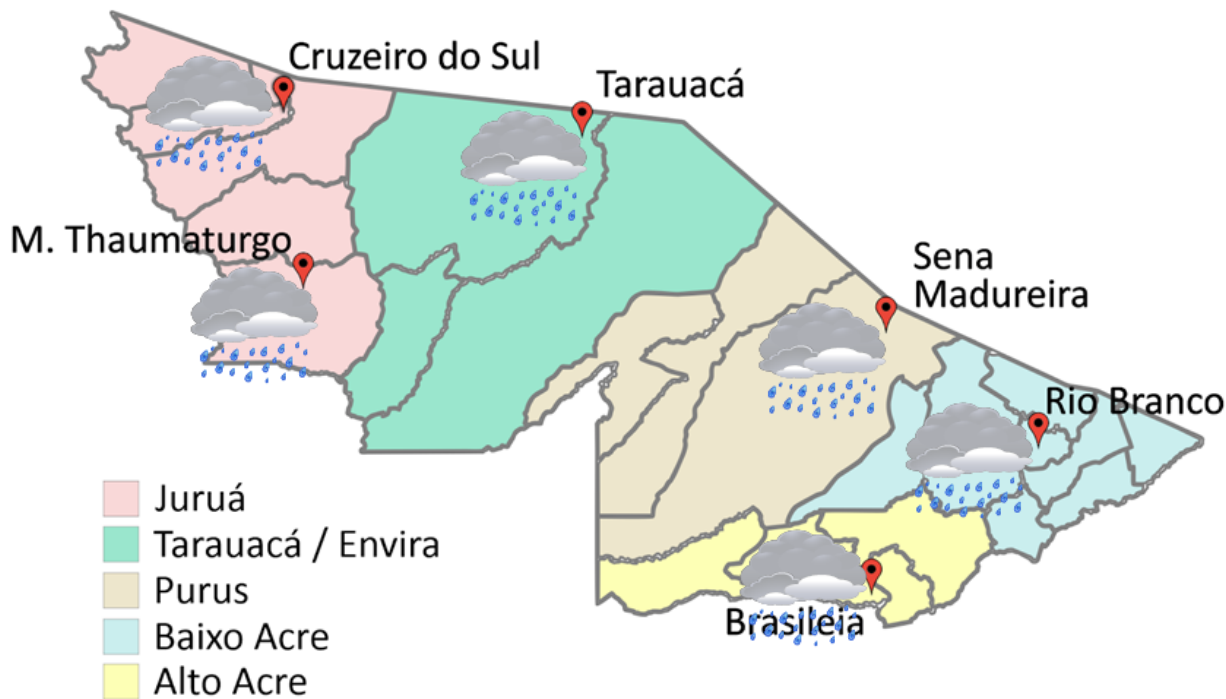 Cruzeiro do Sul
Tarauacá
M. Thaumaturgo
Sena
Madureira
Rio Branco
Brasileia
Juruá
Tarauacá / Envira
Purus
Baixo Acre
Alto Acre